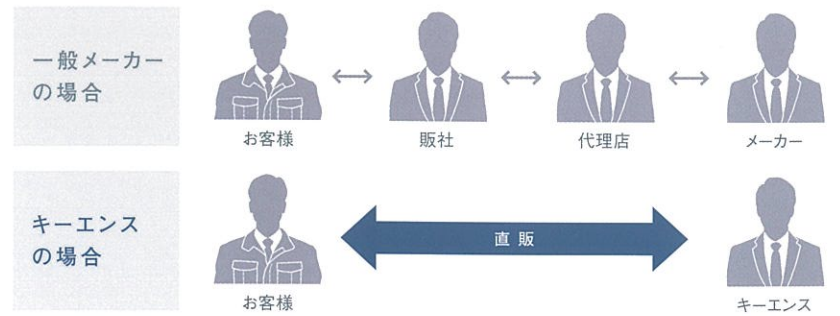 一般メーカー
の場合
お客様
販社
代理店
メーカー
キーエンス
の場合
直販
お客様
キーエンス